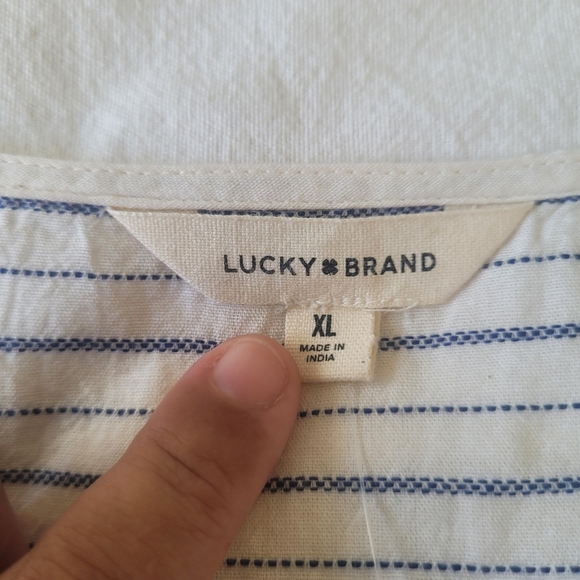 LUCKY BRAND
XL
MADE IN
INDIA